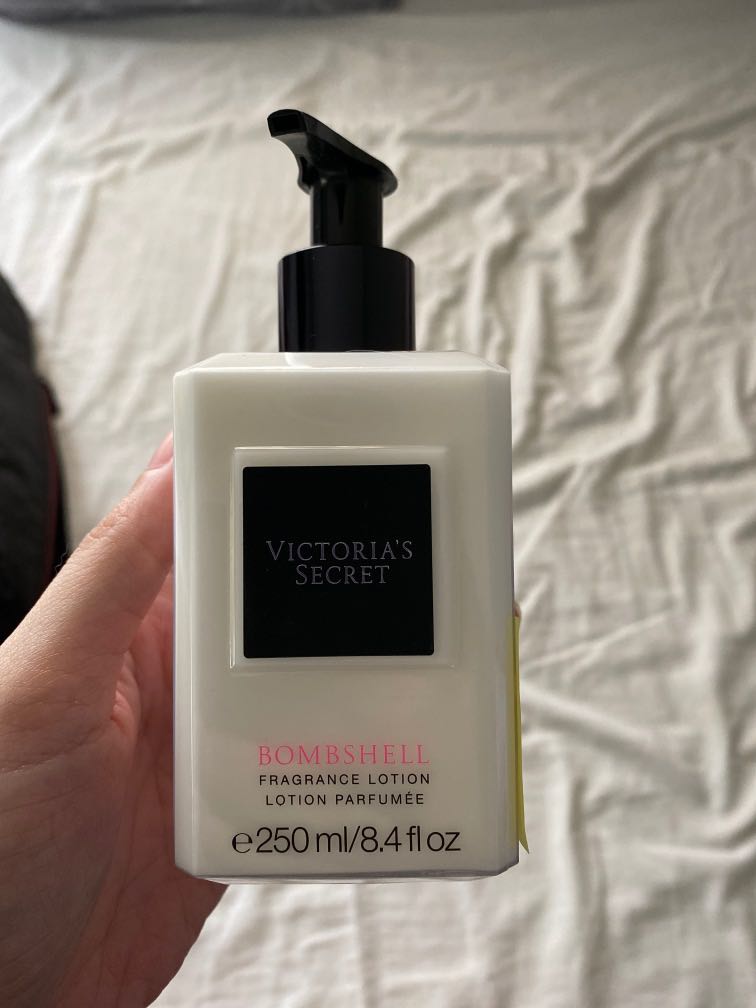 VICTORIA'S
SECRET
BOMBSHELL
FRAGRANCE LOTION
LOTION PARFUMÉE
℮250 ml/8.4 fl oz